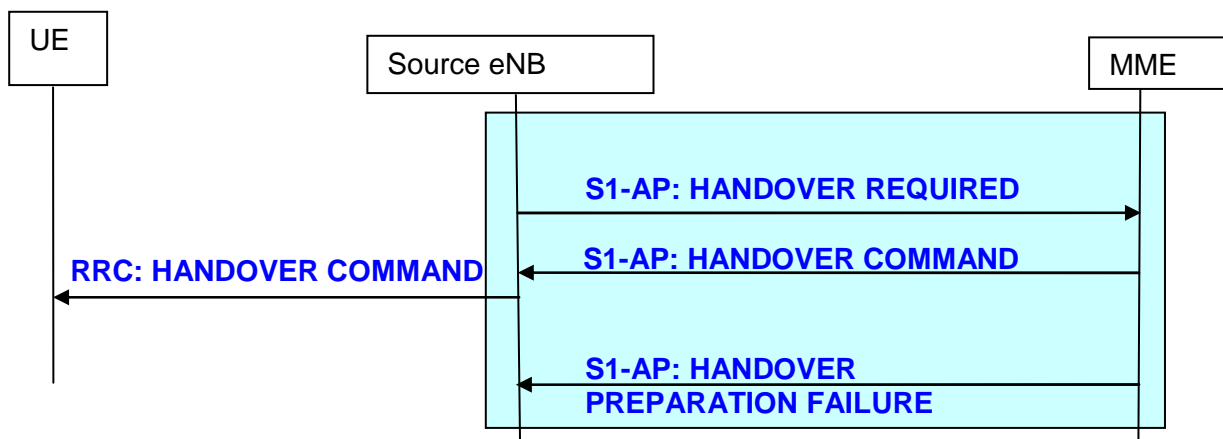 UE
Source eNB
MME
S1-AP: HANDOVER REQUIRED
S1-AP: HANDOVER COMMAND
RRC: HANDOVER COMMAND
S1-AP: HANDOVER
PREPARATION FAILURE